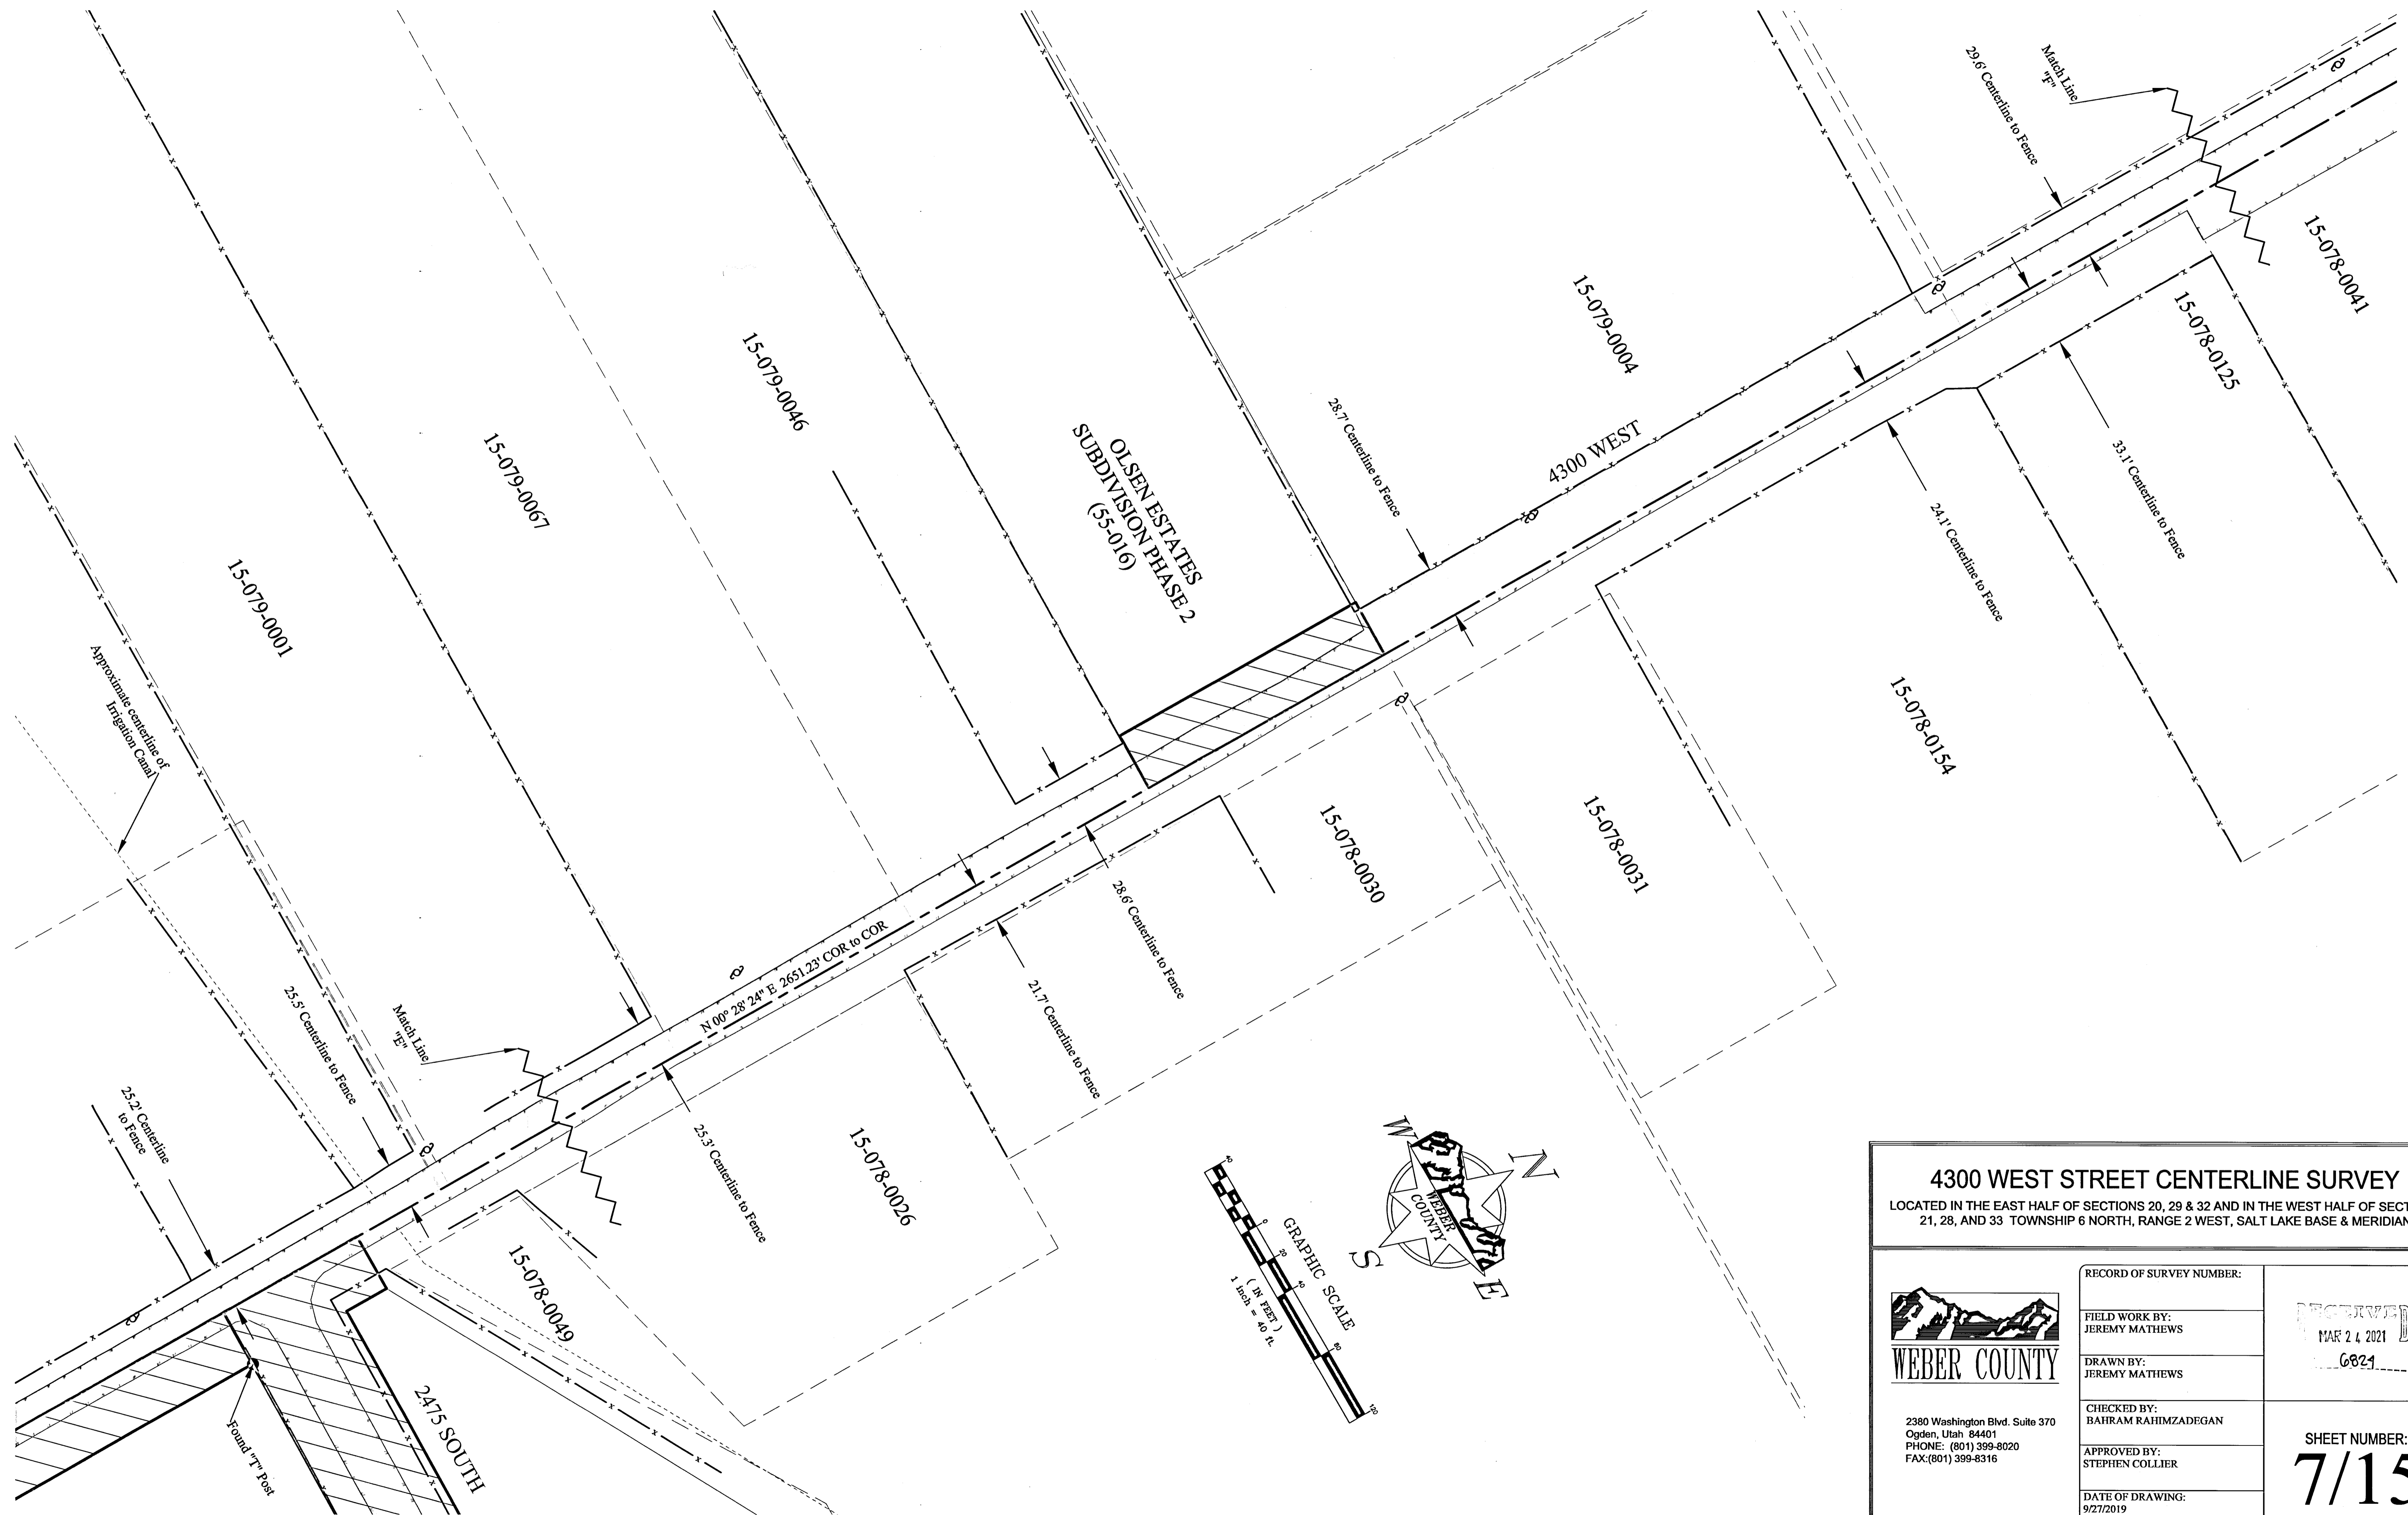 Match Line
"F"
29.6' Centerline to Fence
15-078-0041
15-078-0125
15-079-0004
15-079-0046
15-079-0067
15-079-0001
OLSEN ESTATES
SUBDIVISION PHASE 2
(55-016)
28.7' Centerline to Fence
4300 WEST
33.1' Centerline to Fence
24.1' Centerline to Fence
15-078-0154
15-078-0031
15-078-0030
Approximate centerline of
Irrigation Canal
N 00° 28' 24" E 2651.23' COR to COR
28.6' Centerline to Fence
21.7' Centerline to Fence
25.5' Centerline to Fence
Match Line
"E"
25.2' Centerline
to Fence
25.3' Centerline to Fence
15-078-0026
15-078-0049
2475 SOUTH
Found "T" Post
N
W
E
S
WEBER
COUNTY
GRAPHIC SCALE
40
0
20
40
80
120
( IN FEET )
1 inch = 40 ft.
4300 WEST STREET CENTERLINE SURVEY
LOCATED IN THE EAST HALF OF SECTIONS 20, 29 & 32 AND IN THE WEST HALF OF SECT
21, 28, AND 33 TOWNSHIP 6 NORTH, RANGE 2 WEST, SALT LAKE BASE & MERIDIAN
WEBER COUNTY
2380 Washington Blvd. Suite 370
Ogden, Utah 84401
PHONE: (801) 399-8020
FAX:(801) 399-8316
RECORD OF SURVEY NUMBER:
FIELD WORK BY:
JEREMY MATHEWS
DRAWN BY:
JEREMY MATHEWS
CHECKED BY:
BAHRAM RAHIMZADEGAN
APPROVED BY:
STEPHEN COLLIER
DATE OF DRAWING:
9/27/2019
RECEIVED
MAR 24 2021
6824
SHEET NUMBER:
7/15